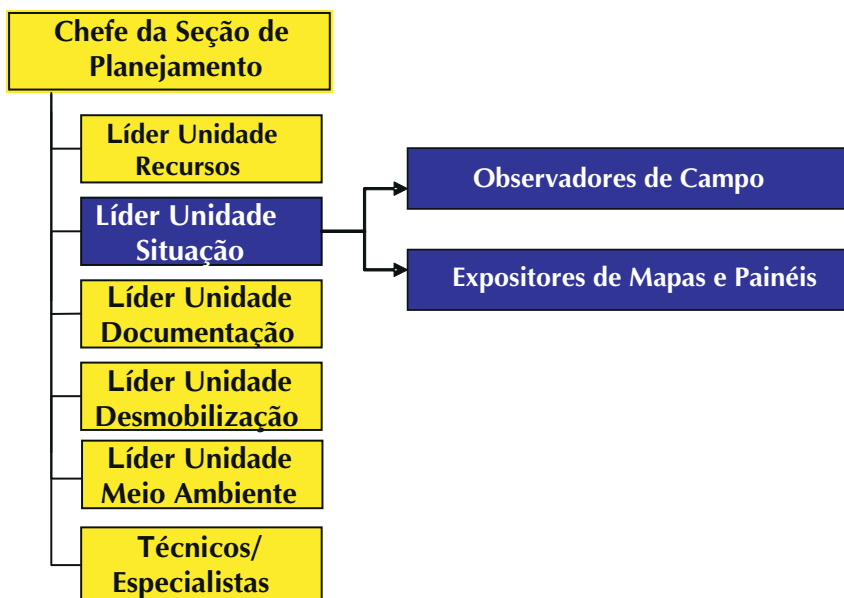 Chefe da Seção de
Planejamento
Líder Unidade
Recursos
Líder Unidade
Situação
Observadores de Campo
Expositores de Mapas e Painéis
Líder Unidade
Documentação
Líder Unidade
Desmobilização
Líder Unidade
Meio Ambiente
Técnicos/
Especialistas